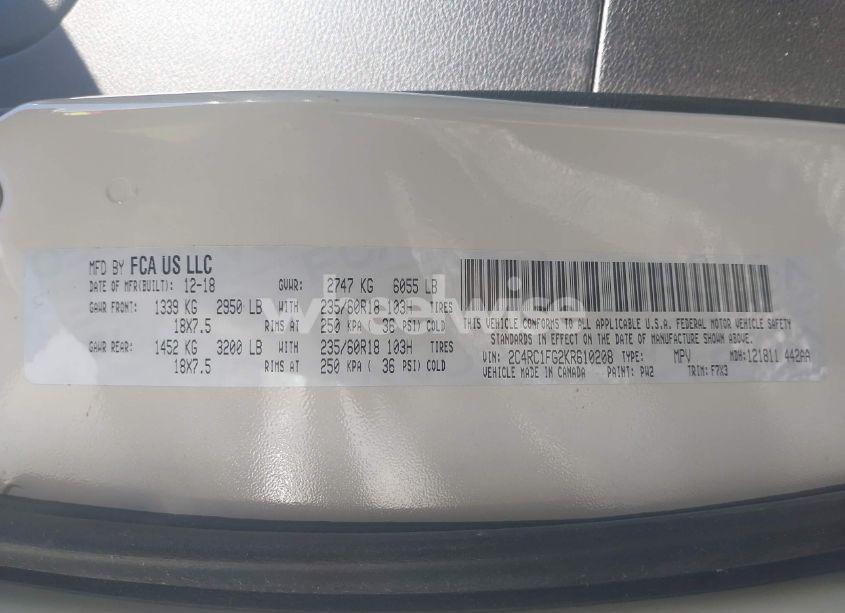 MFD BY FCA US LLC
DATE OF MFR(BUILT): 12-18 GVWR: 2747 KG 6055 LB
GAWR FRONT: 1339 KG 2950 LB WITH 235/60R18 103H TIRES
18X7.5 RIMS AT 250 KPA ( 36 PSI) COLD
GAWR REAR: 1452 KG 3200 LB WITH 235/60R18 103H TIRES
18X7.5 RIMS AT 250 KPA ( 36 PSI) COLD
THIS VEHICLE CONFORMS TO ALL APPLICABLE U.S.A. FEDERAL MOTOR VEHICLE SAFETY
STANDARDS IN EFFECT ON THE DATE OF MANUFACTURE SHOWN ABOVE.
VIN: 2C4RC1FG2KR610208 TYPE: MPV MDH: 121811 442AA
VEHICLE MADE IN CANADA PAINT: PW2 TRIM: F7X3